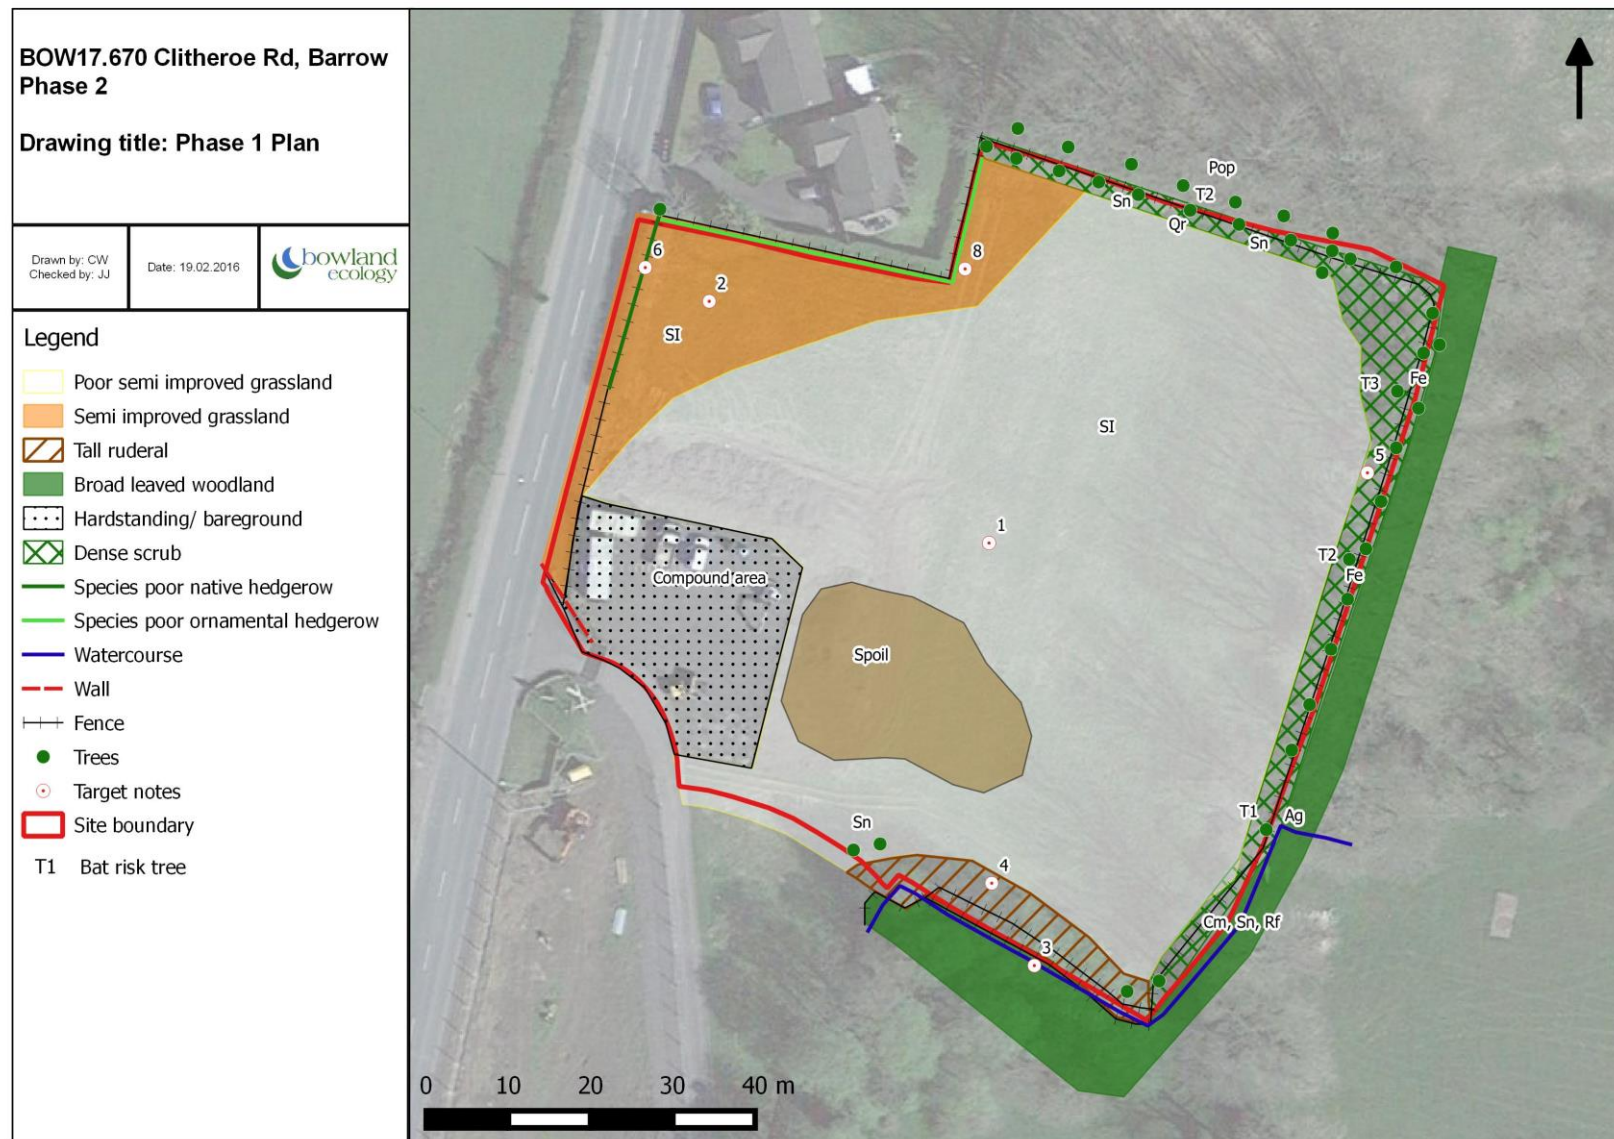 BOW17.670 Clitheroe Rd, Barrow
Phase 2
Drawing title: Phase 1 Plan
Drawn by: CW
Checked by: JJ
Date: 19.02.2016
bowland
ecology
Legend
Poor semi improved grassland
Semi improved grassland
Tall ruderal
Broad leaved woodland
Hardstanding/ bareground
Dense scrub
Species poor native hedgerow
Species poor ornamental hedgerow
Watercourse
Wall
Fence
Trees
Target notes
Site boundary
T1 Bat risk tree
Pop
T2
Sn
Qr
Sn
6
8
2
SI
T3
Fe
SI
5
1
T2
Fe
Compound area
Spoil
T1
Ag
Sn
4
Cm, Sn, Rf
3
0 10 20 30 40 m